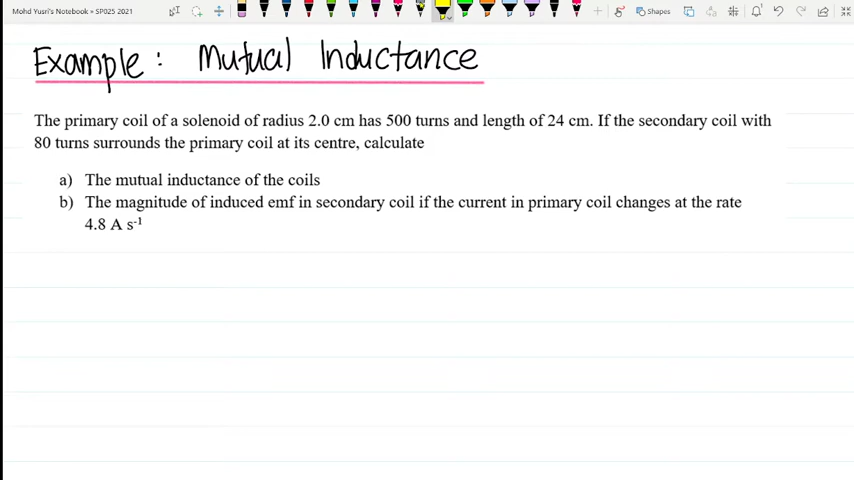 Mohd Yusri's Notebook » SP025 2021
Shapes
Example: Mutual Inductance
The primary coil of a solenoid of radius 2.0 cm has 500 turns and length of 24 cm. If the secondary coil with
80 turns surrounds the primary coil at its centre, calculate
a) The mutual inductance of the coils
b) The magnitude of induced emf in secondary coil if the current in primary coil changes at the rate
4.8 A s⁻¹